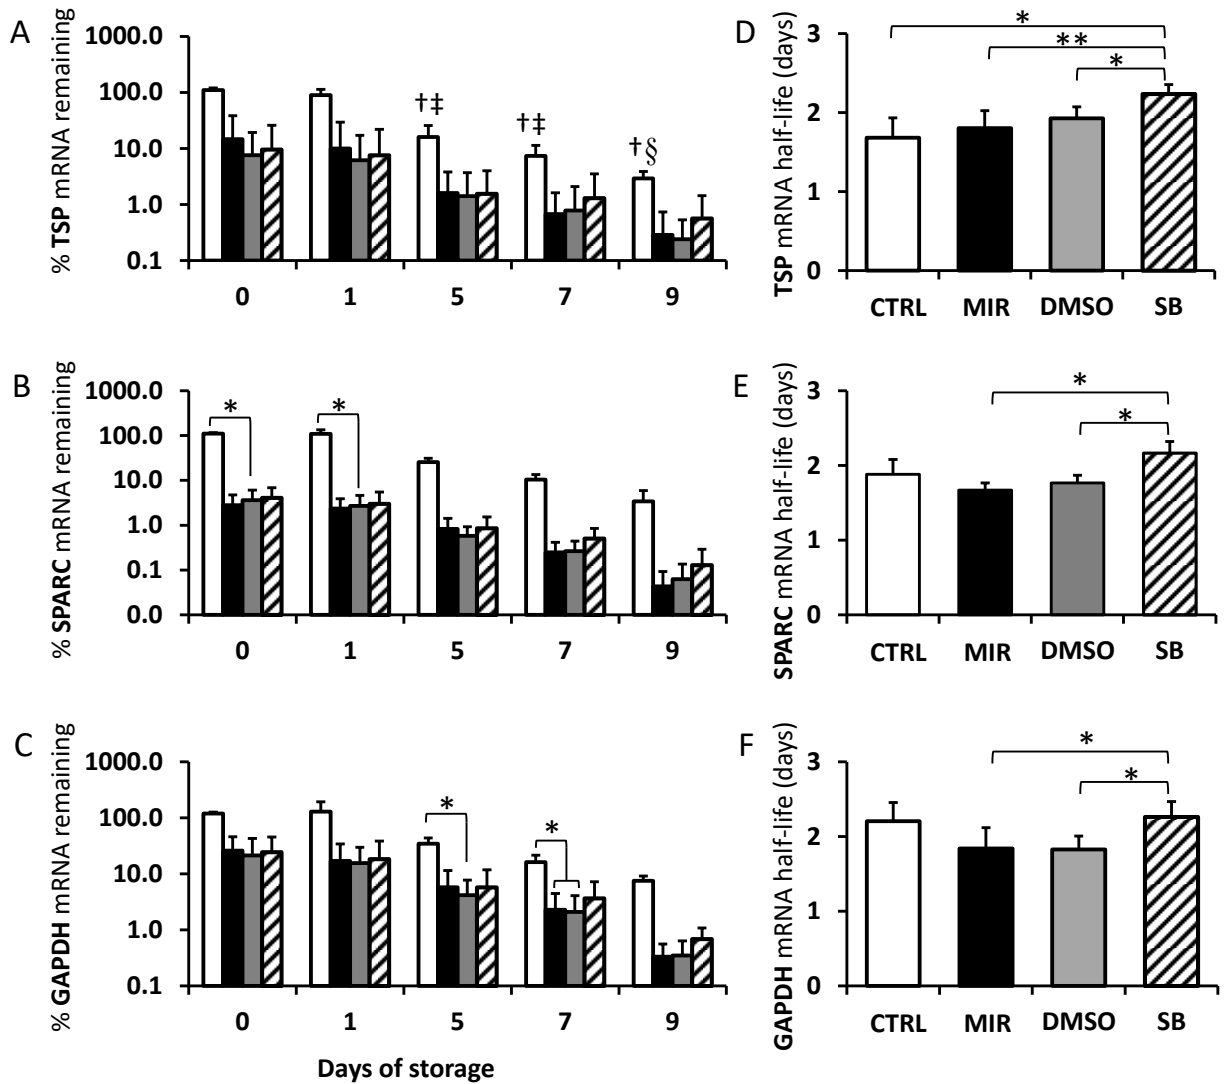 A
% TSP mRNA remaining
1000.0
100.0
10.0
1.0
0.1
†‡
†‡
†§
0 1 5 7 9
D
TSP mRNA half-life (days)
3
2
1
0
*
**
*
CTRL MIR DMSO SB
B
% SPARC mRNA remaining
1000.0
100.0
10.0
1.0
0.1
0.0
*
*
0 1 5 7 9
E
SPARC mRNA half-life (days)
3
2
1
0
*
*
CTRL MIR DMSO SB
C
% GAPDH mRNA remaining
1000.0
100.0
10.0
1.0
0.1
*
*
0 1 5 7 9
Days of storage
F
GAPDH mRNA half-life (days)
3
2
1
0
*
*
CTRL MIR DMSO SB